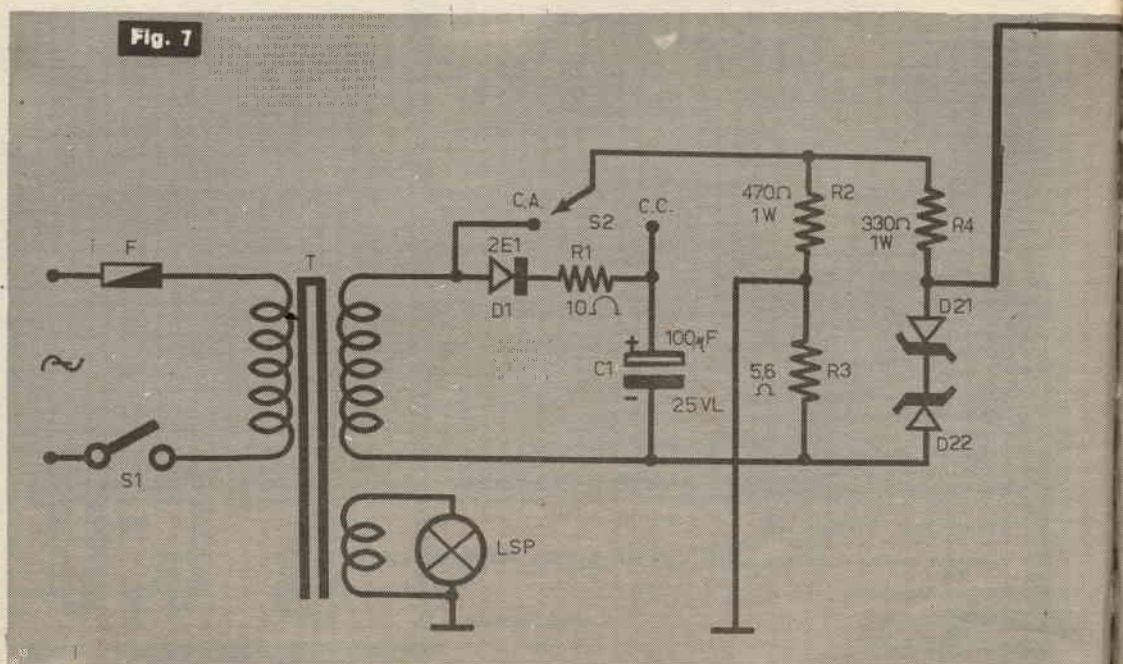 Fig. 7
F
T
S1
C.A.
S2
C.C.
2E1
D1
R1
10Ω
+
C1
100µF
-
25VL
LSP
470Ω
1W
R2
330Ω
1W
R4
5,6
Ω
R3
D21
D22